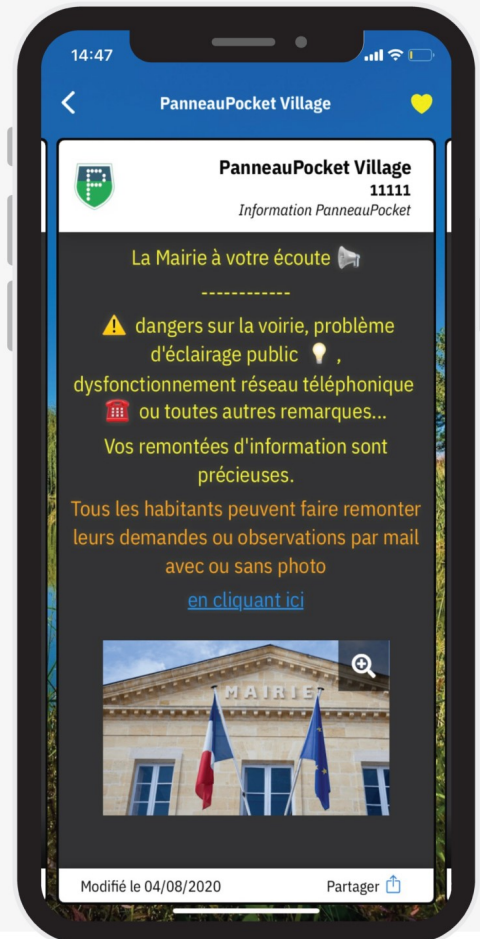 14:47
PanneauPocket Village
PanneauPocket Village
11111
Information PanneauPocket
La Mairie à votre écoute 📢
------------
⚠️ dangers sur la voirie, problème
d'éclairage public 💡 ,
dysfonctionnement réseau téléphonique
☎️ ou toutes autres remarques...
Vos remontées d'information sont
précieuses.
Tous les habitants peuvent faire remonter
leurs demandes ou observations par mail
avec ou sans photo
en cliquant ici
MAIRIE
Modifié le 04/08/2020 Partager